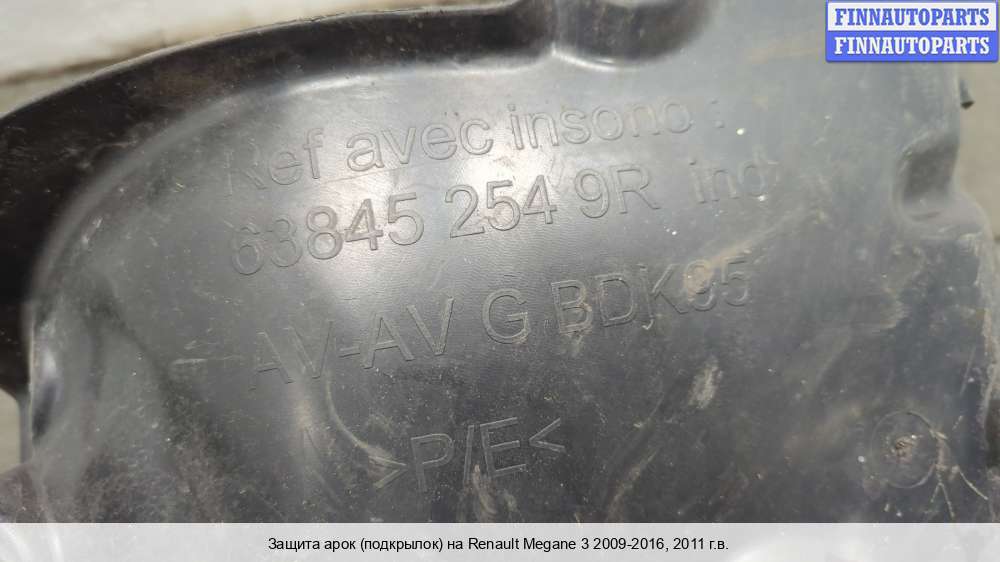 FINNAUTOPARTS
FINNAUTOPARTS
Ref avec insono :
63845 254 9R ind
AV-AV G BDK95
>P/E<
Защита арок (подкрылок) на Renault Megane 3 2009-2016, 2011 г.в.